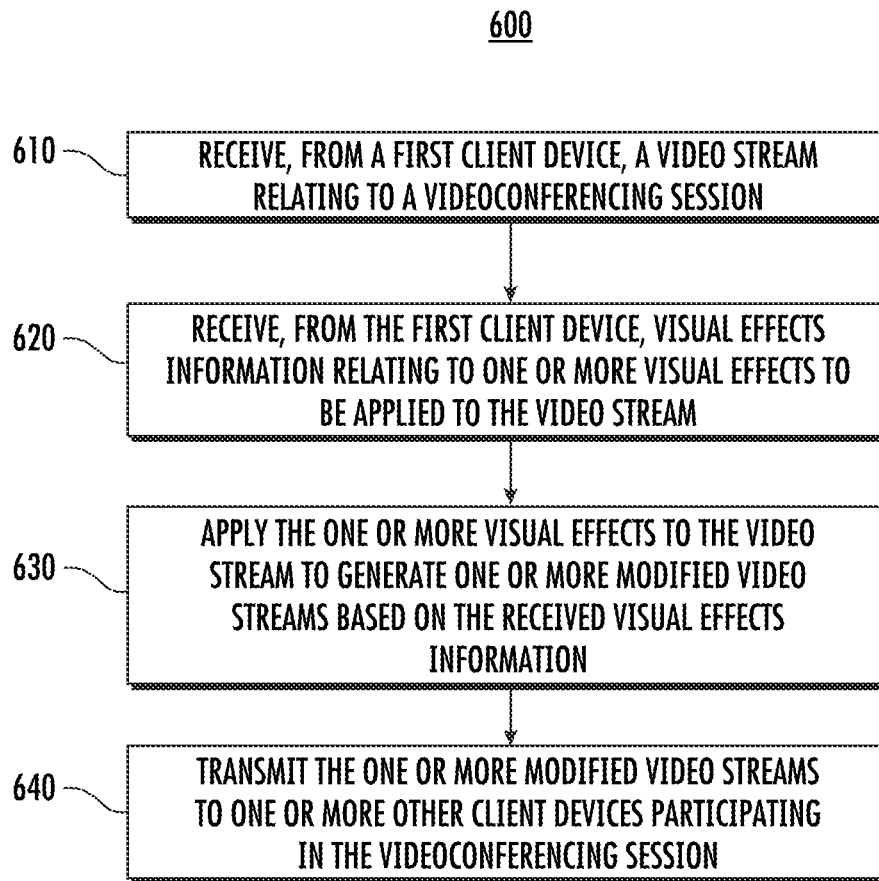 600
610
RECEIVE, FROM A FIRST CLIENT DEVICE, A VIDEO STREAM
RELATING TO A VIDEOCONFERENCING SESSION
620
RECEIVE, FROM THE FIRST CLIENT DEVICE, VISUAL EFFECTS
INFORMATION RELATING TO ONE OR MORE VISUAL EFFECTS TO
BE APPLIED TO THE VIDEO STREAM
630
APPLY THE ONE OR MORE VISUAL EFFECTS TO THE VIDEO
STREAM TO GENERATE ONE OR MORE MODIFIED VIDEO
STREAMS BASED ON THE RECEIVED VISUAL EFFECTS
INFORMATION
640
TRANSMIT THE ONE OR MORE MODIFIED VIDEO STREAMS
TO ONE OR MORE OTHER CLIENT DEVICES PARTICIPATING
IN THE VIDEOCONFERENCING SESSION